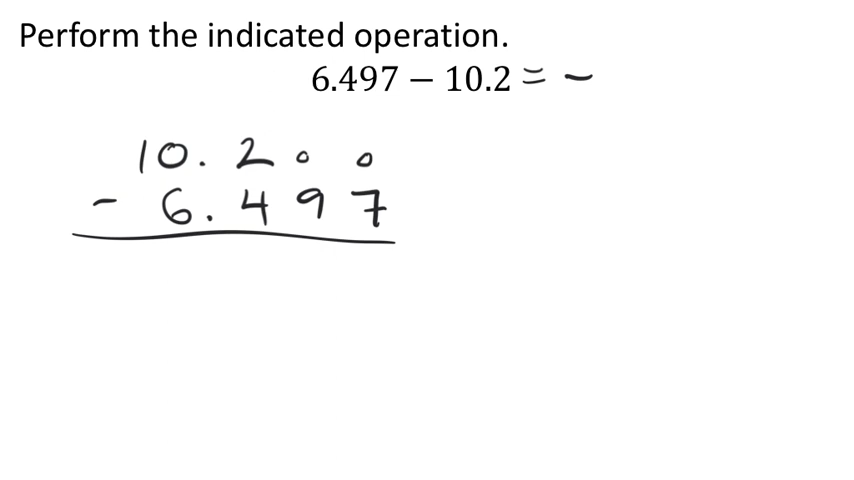 Perform the indicated operation.
6.497 − 10.2 = −
10.200
- 6.497